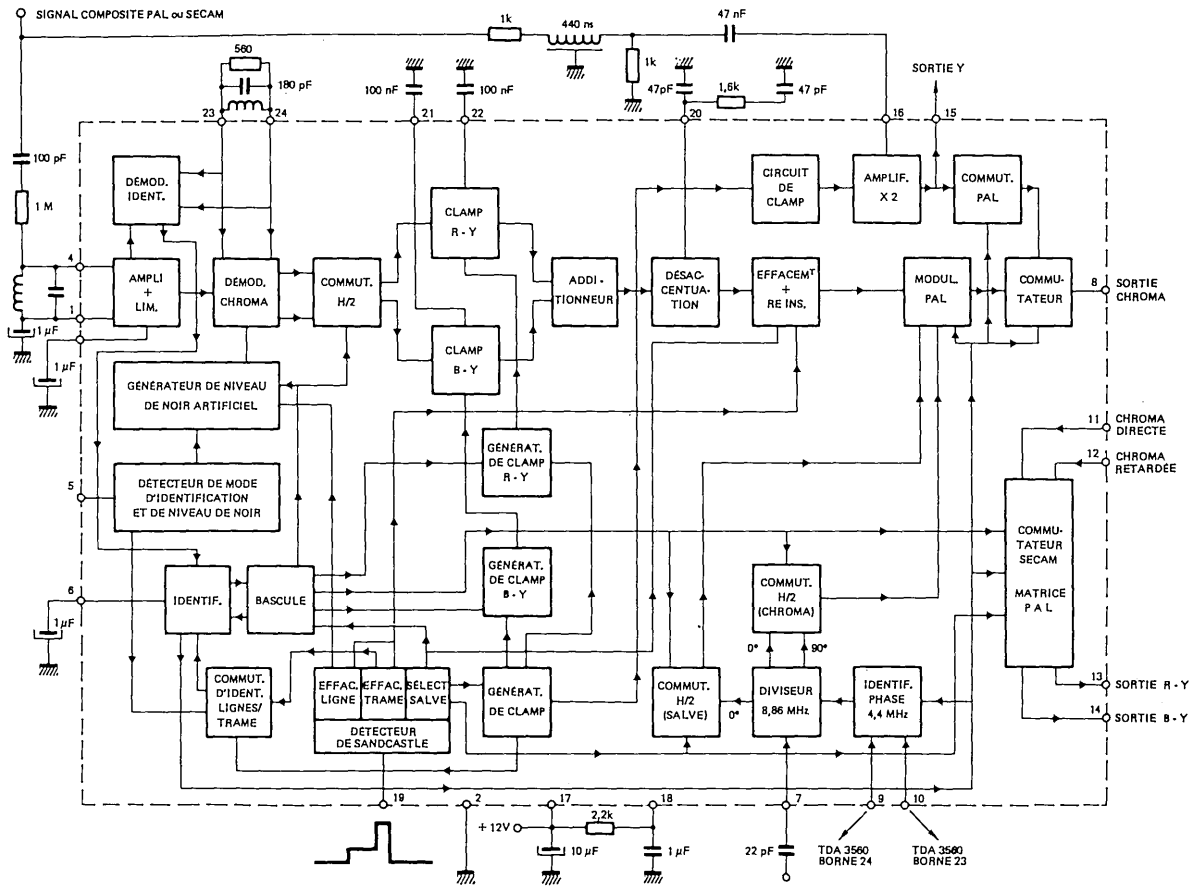 SIGNAL COMPOSITE PAL ou SECAM
1k
440 ns
47 nF
1k
560
180 pF
23
24
100 nF
21
100 nF
22
47pF
1,6k
47 pF
20
SORTIE Y
16
15
100 pF
1 M
4
1
1 µF
1 µF
DÉMOD.
IDENT.
AMPLI
+
LIM.
DÉMOD.
CHROMA
COMMUT.
H/2
CLAMP
R - Y
CLAMP
B - Y
ADDI -
TIONNEUR
DÉSAC -
CENTUATION
EFFACEMT
+
RE INS.
CIRCUIT
DE
CLAMP
AMPLIF.
X 2
COMMUT.
PAL
MODUL.
PAL
COMMU -
TATEUR
8
SORTIE
CHROMA
GÉNÉRATEUR DE NIVEAU
DE NOIR ARTIFICIEL
GÉNÉRAT.
DE CLAMP
R - Y
11
CHROMA
DIRECTE
12
CHROMA
RETARDÉE
5
DÉTECTEUR DE MODE
D'IDENTIFICATION
ET DE NIVEAU DE NOIR
COMMU -
TATEUR
SECAM
MATRICE
P A L
6
1 µF
IDENTIF.
BASCULE
GÉNÉRAT.
DE CLAMP
B - Y
COMMUT.
H/2
(CHROMA)
0°
90°
COMMUT.
D'IDENT.
LIGNES/
TRAME
EFFAC.
LIGNE
EFFAC.
TRAME
SÉLECT.
SALVE
DÉTECTEUR
DE SANDCASTLE
GÉNÉRAT.
DE CLAMP
COMMUT.
H/2
(SALVE)
0°
DIVISEUR
8,86 MHz
IDENTIF.
PHASE
4,4 MHz
13
SORTIE R - Y
14
SORTIE B - Y
19
2
17
18
7
9
10
+ 12V
2,2k
10 µF
1 µF
22 pF
TDA 3560
BORNE 24
TDA 3560
BORNE 23